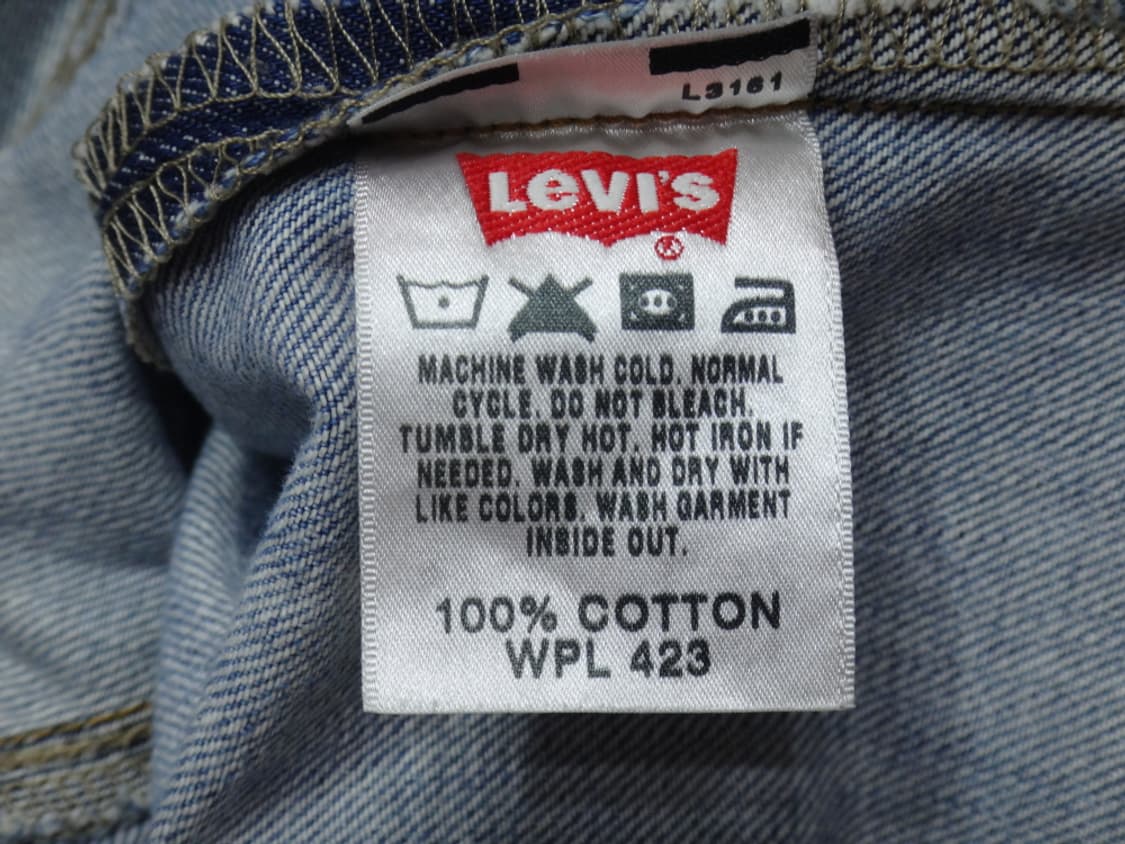 L3161
LEVI'S
®
MACHINE WASH COLD. NORMAL
CYCLE. DO NOT BLEACH.
TUMBLE DRY HOT. HOT IRON IF
NEEDED. WASH AND DRY WITH
LIKE COLORS. WASH GARMENT
INSIDE OUT.
100% COTTON
WPL 423